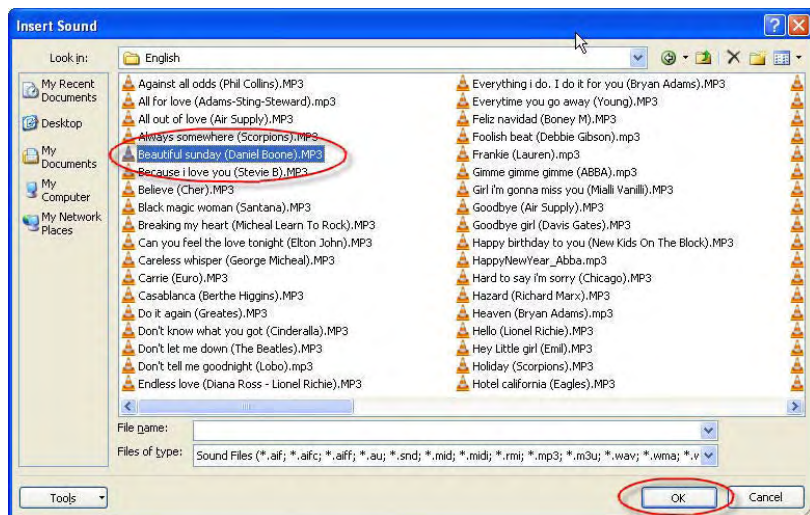 Insert Sound
Look in:
English
My Recent
Documents
Desktop
My
Documents
My
Computer
My Network
Places
Against all odds (Phil Collins).MP3
All for love (Adams-Sting-Steward).mp3
All out of love (Air Supply).MP3
Always somewhere (Scorpions).MP3
Beautiful sunday (Daniel Boone).MP3
Because i love you (Stevie B).MP3
Believe (Cher).MP3
Black magic woman (Santana).MP3
Breaking my heart (Micheal Learn To Rock).MP3
Can you feel the love tonight (Elton John).MP3
Careless whisper (George Micheal).MP3
Carrie (Euro).MP3
Casablanca (Berthe Higgins).MP3
Do it again (Greates).MP3
Don't know what you got (Cinderalla).MP3
Don't let me down (The Beatles).MP3
Don't tell me goodnight (Lobo).mp3
Endless love (Diana Ross - Lionel Richie).MP3
Everything i do. I do it for you (Bryan Adams).MP3
Everytime you go away (Young).MP3
Feliz navidad (Boney M).MP3
Foolish beat (Debbie Gibson).MP3
Frankie (Lauren).mp3
Gimme gimme gimme (ABBA).mp3
Girl i'm gonna miss you (Mialli Vanilli).MP3
Goodbye (Air Supply).MP3
Goodbye girl (Davis Gates).MP3
Happy birthday to you (New Kids On The Block).MP3
HappyNewYear_Abba.mp3
Hard to say i'm sorry (Chicago).MP3
Hazard (Richard Marx).MP3
Heaven (Bryan Adams).MP3
Hello (Lionel Richie).MP3
Hey Little girl (Emil).MP3
Holiday (Scorpions).MP3
Hotel california (Eagles).MP3
File name:
Files of type:
Sound Files (*.aif; *.aifc; *.aiff; *.au; *.snd; *.mid; *.midi; *.rmi; *.mp3; *.m3u; *.wav; *.wma; *.
Tools
OK
Cancel